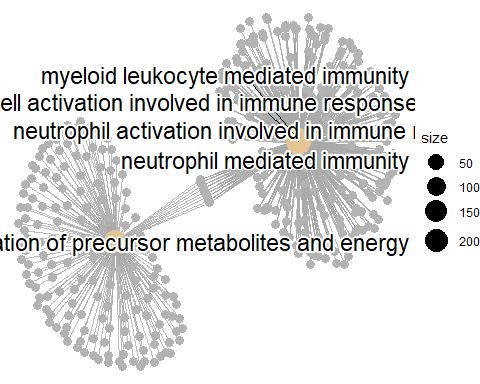 myeloid leukocyte mediated immunity
ell activation involved in immune response
neutrophil activation involved in immune
neutrophil mediated immunity
ation of precursor metabolites and energy
size
50
100
150
200